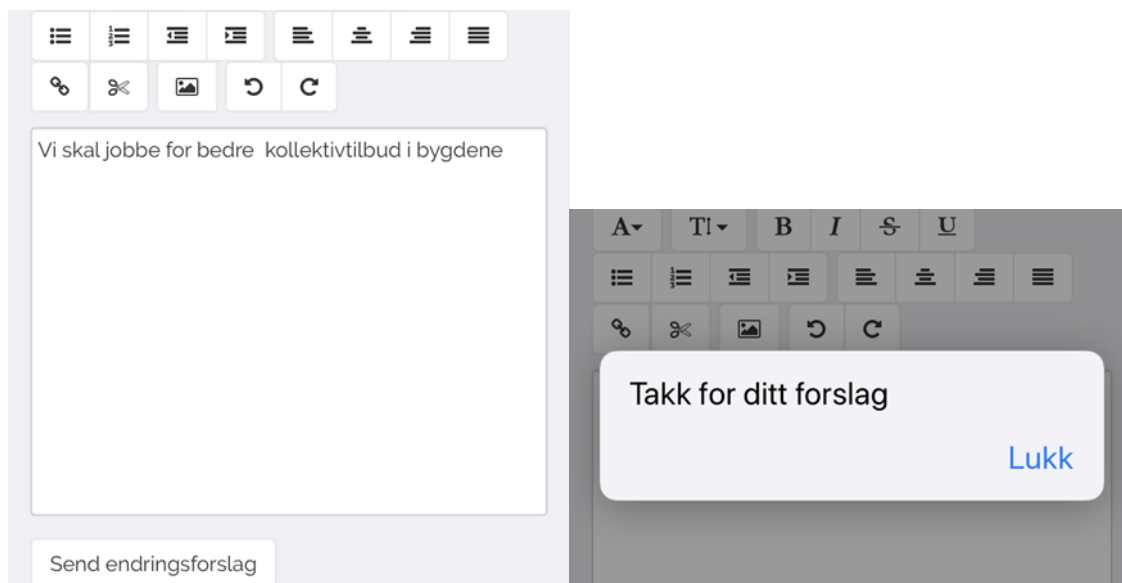 Vi skal jobbe for bedre  kollektivtilbud i bygdene
Send endringsforslag
A T B I S U
Takk for ditt forslag
Lukk